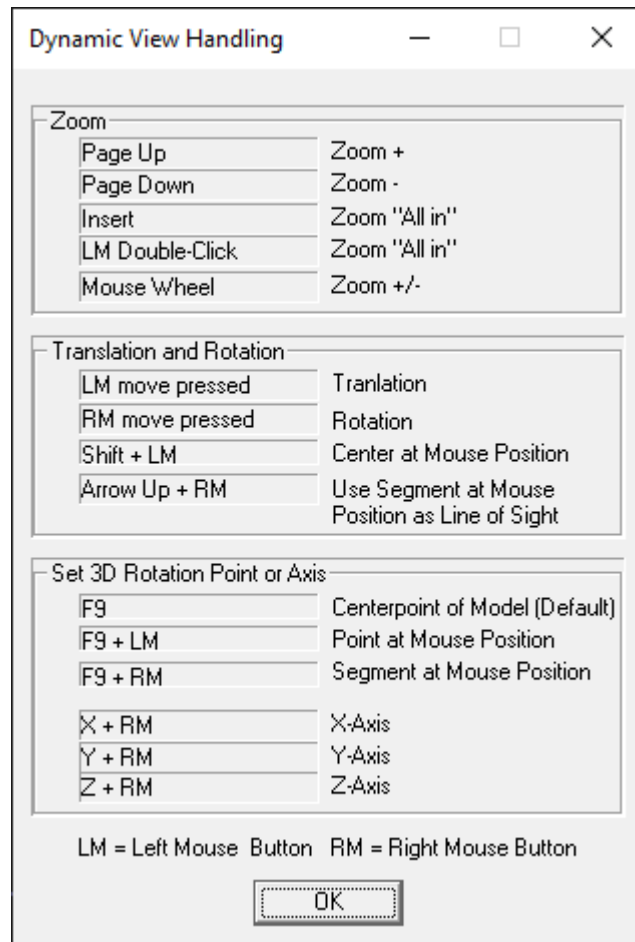 Dynamic View Handling
Zoom
Page Up Zoom +
Page Down Zoom -
Insert Zoom "All in"
LM Double-Click Zoom "All in"
Mouse Wheel Zoom +/-
Translation and Rotation
LM move pressed Tranlation
RM move pressed Rotation
Shift + LM Center at Mouse Position
Arrow Up + RM Use Segment at Mouse
Position as Line of Sight
Set 3D Rotation Point or Axis
F9 Centerpoint of Model (Default)
F9 + LM Point at Mouse Position
F9 + RM Segment at Mouse Position
X + RM X-Axis
Y + RM Y-Axis
Z + RM Z-Axis
LM = Left Mouse  Button  RM = Right Mouse Button
OK